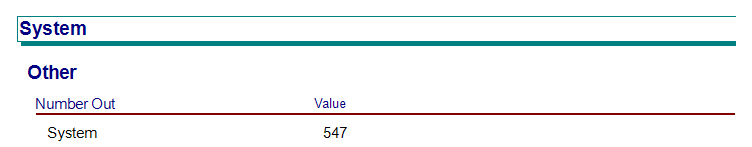 System
Other
Number Out Value
System 547